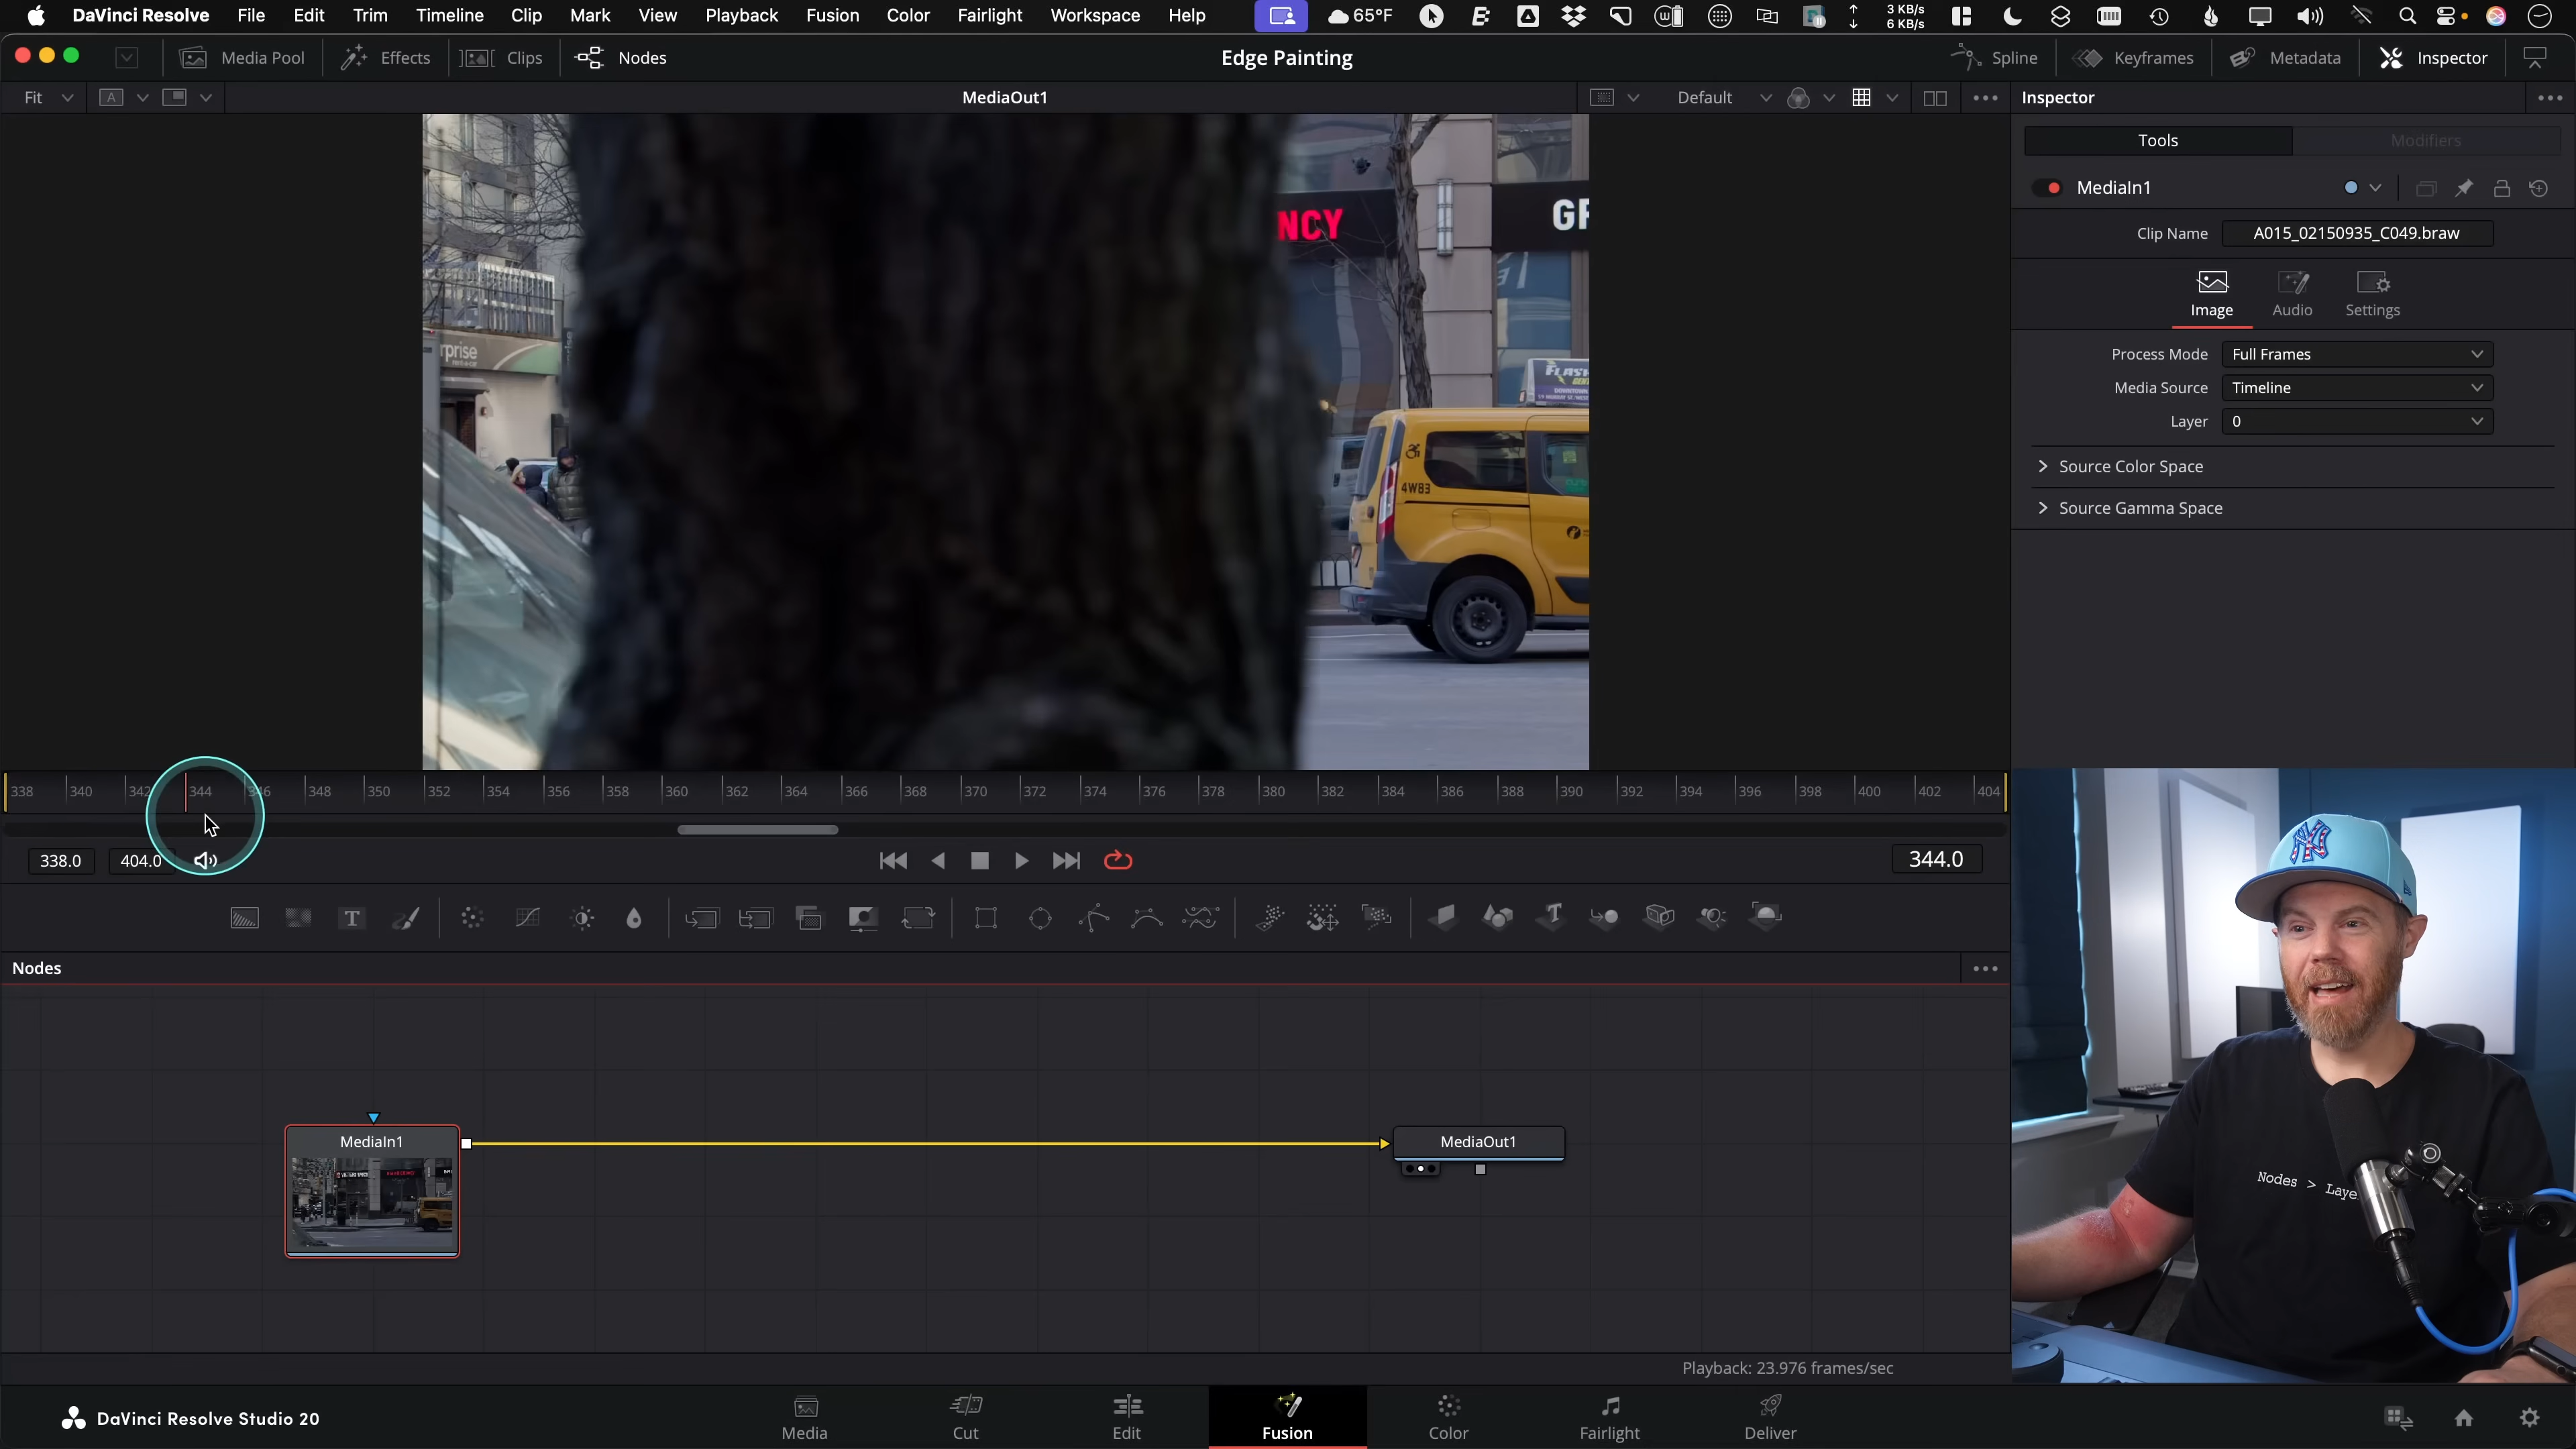 DaVinci Resolve File Edit Trim Timeline Clip Mark View Playback Fusion Color Fairlight Workspace Help 65°F 3 KB/s 6 KB/s
Media Pool Effects Clips Nodes Edge Painting Spline Keyframes Metadata Inspector
Fit A MediaOut1 Default Inspector
Tools Modifiers
MediaIn1
Clip Name A015_02150935_C049.braw
Image Audio Settings
Process Mode Full Frames
Media Source Timeline
Layer 0
Source Color Space
Source Gamma Space
NCY
GF
prise
FLASH
4W83
338 340 342 344 346 348 350 352 354 356 358 360 362 364 366 368 370 372 374 376 378 380 382 384 386 388 390 392 394 396 398 400 402 404
338.0 404.0 344.0
T T
Nodes
MediaIn1 MediaOut1
Playback: 23.976 frames/sec
NY
Nodes > Laye
DaVinci Resolve Studio 20
Media Cut Edit Fusion Color Fairlight Deliver